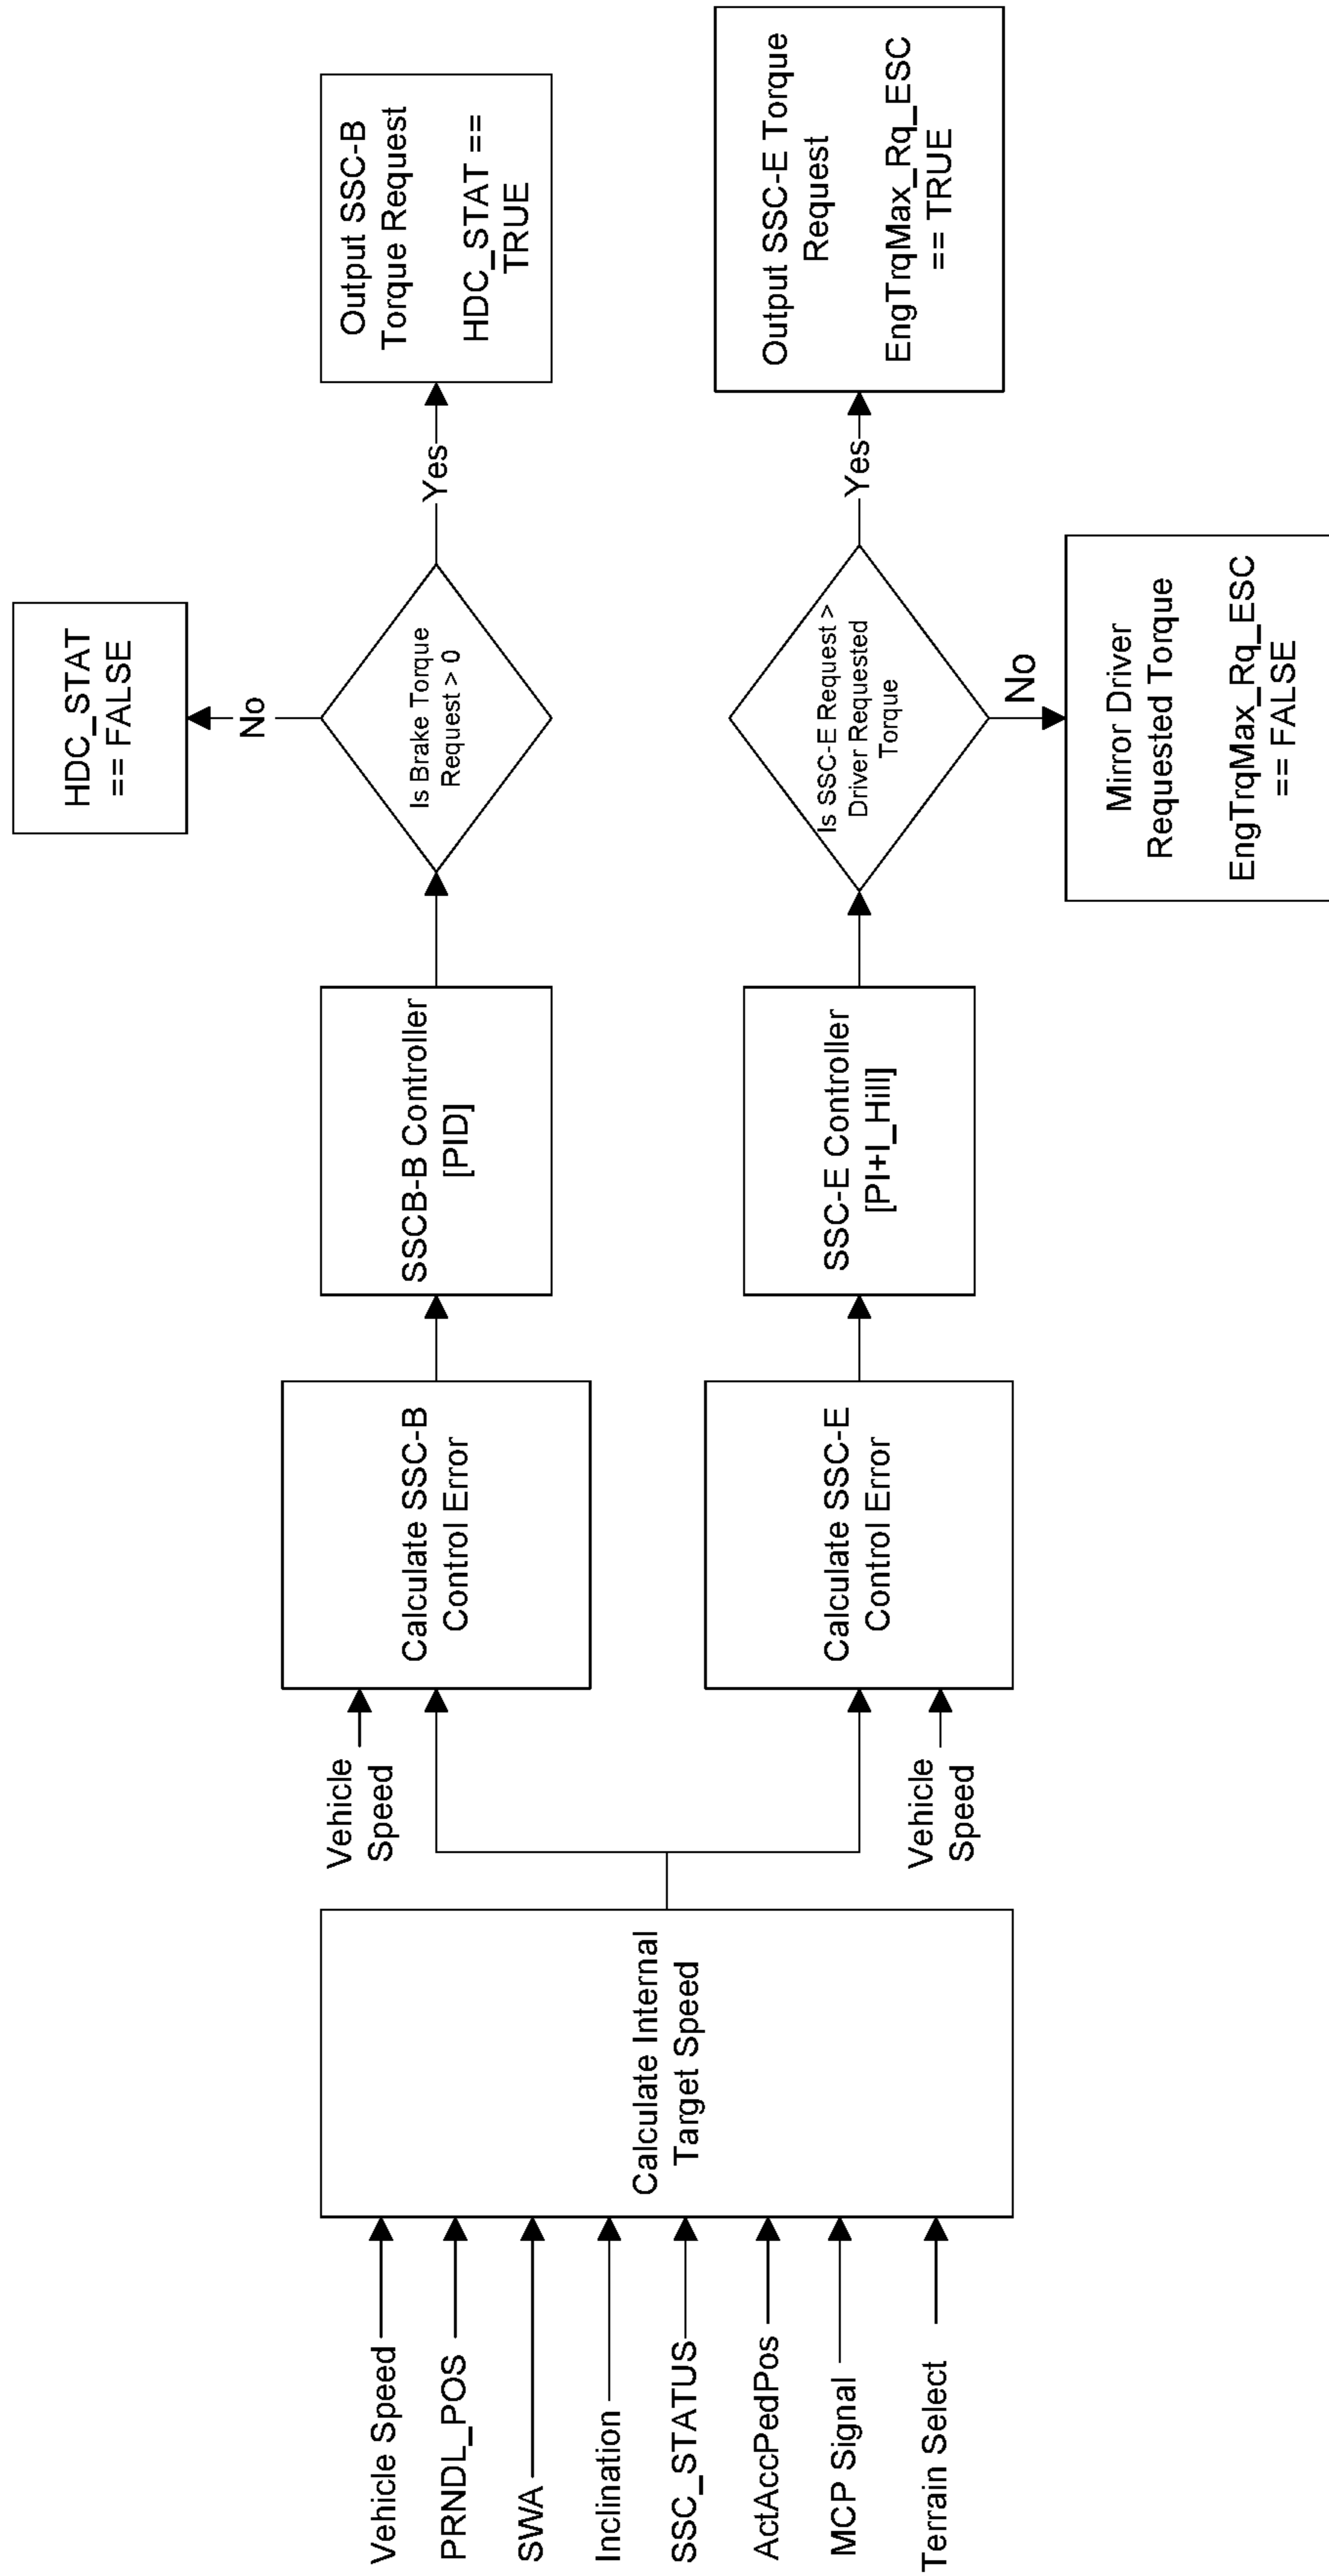 Vehicle Speed
PRNDL_POS
SWA
Inclination
SSC_STATUS
ActAccPedPos
MCP Signal
Terrain Select
Calculate Internal
Target Speed
Vehicle
Speed
Calculate SSC-B
Control Error
SSCB-B Controller
[PID]
Is Brake Torque
Request > 0
No
HDC_STAT
== FALSE
Yes
Output SSC-B
Torque Request
HDC_STAT ==
TRUE
Vehicle
Speed
Calculate SSC-E
Control Error
SSC-E Controller
[PI+I_Hill]
Is SSC-E Request >
Driver Requested
Torque
No
Mirror Driver
Requested Torque
EngTrqMax_Rq_ESC
== FALSE
Yes
Output SSC-E Torque
Request
EngTrqMax_Rq_ESC
== TRUE